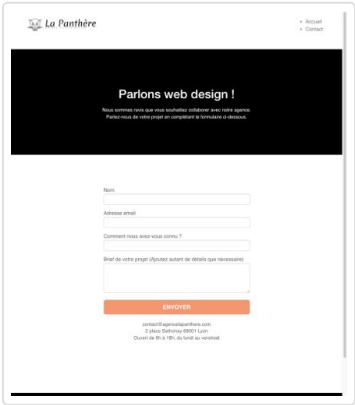 La Panthère
Accueil
Contact
Parlons web design !
Nous sommes ravis que vous souhaitiez collaborer avec notre agence.
Parlez-nous de votre projet en complétant le formulaire ci-dessous.
Nom
Adresse email
Comment nous avez-vous connu ?
Brief de votre projet (Ajoutez autant de détails que nécessaire)
ENVOYER
contact@agencelapanthere.com
2 place Sathonay 69001 Lyon
Ouvert de 9h à 18h, du lundi au vendredi